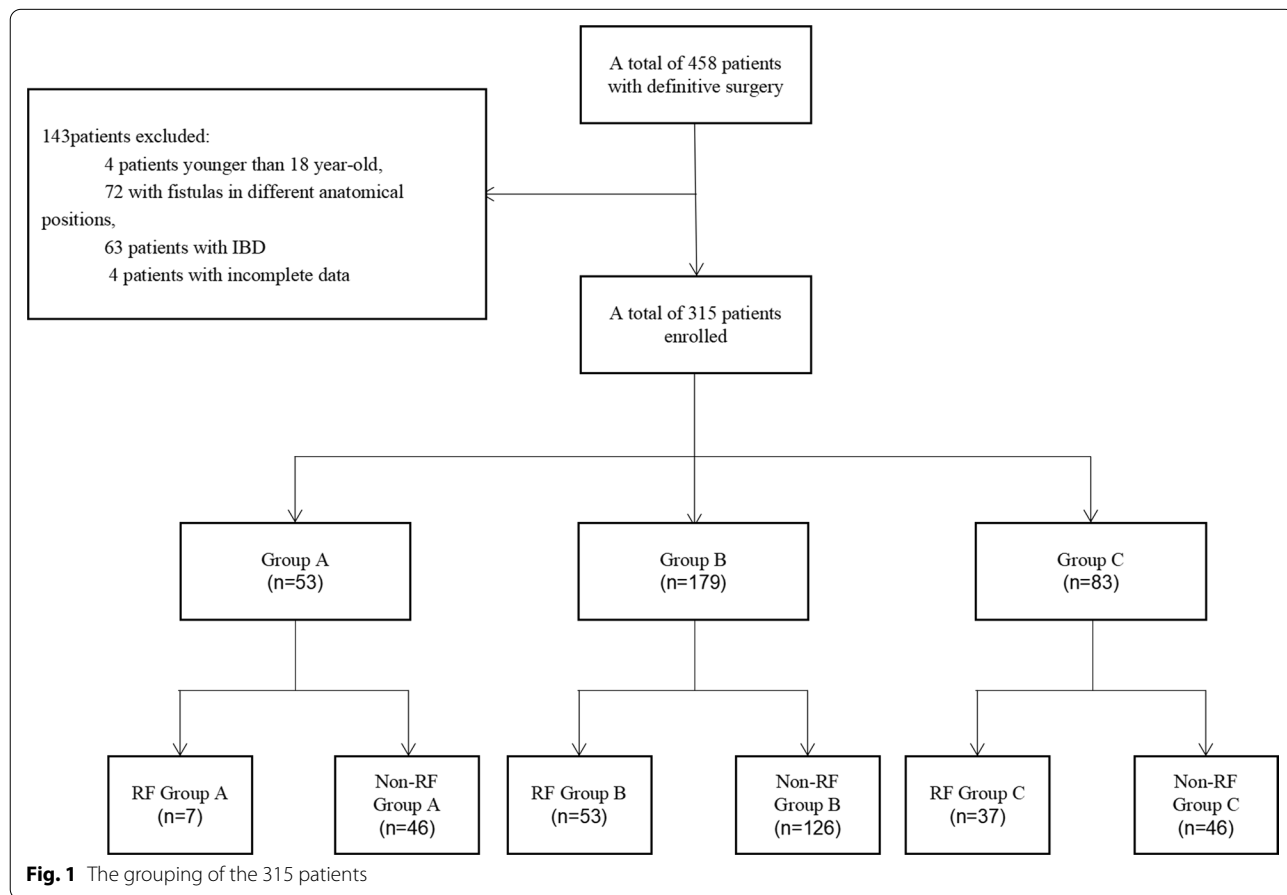 A total of 458 patients
with definitive surgery
143patients excluded:
4 patients younger than 18 year-old,
72 with fistulas in different anatomical
positions,
63 patients with IBD
4 patients with incomplete data
A total of 315 patients
enrolled
Group A
(n=53)
Group B
(n=179)
Group C
(n=83)
RF Group A
(n=7)
Non-RF
Group A
(n=46)
RF Group B
(n=53)
Non-RF
Group B
(n=126)
RF Group C
(n=37)
Non-RF
Group C
(n=46)
Fig. 1 The grouping of the 315 patients